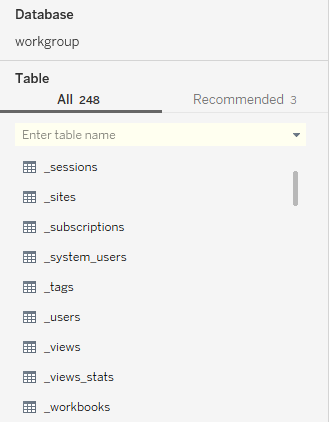 Database
workgroup
Table
All 248 Recommended 3
Enter table name
_sessions
_sites
_subscriptions
_system_users
_tags
_users
_views
_views_stats
_workbooks